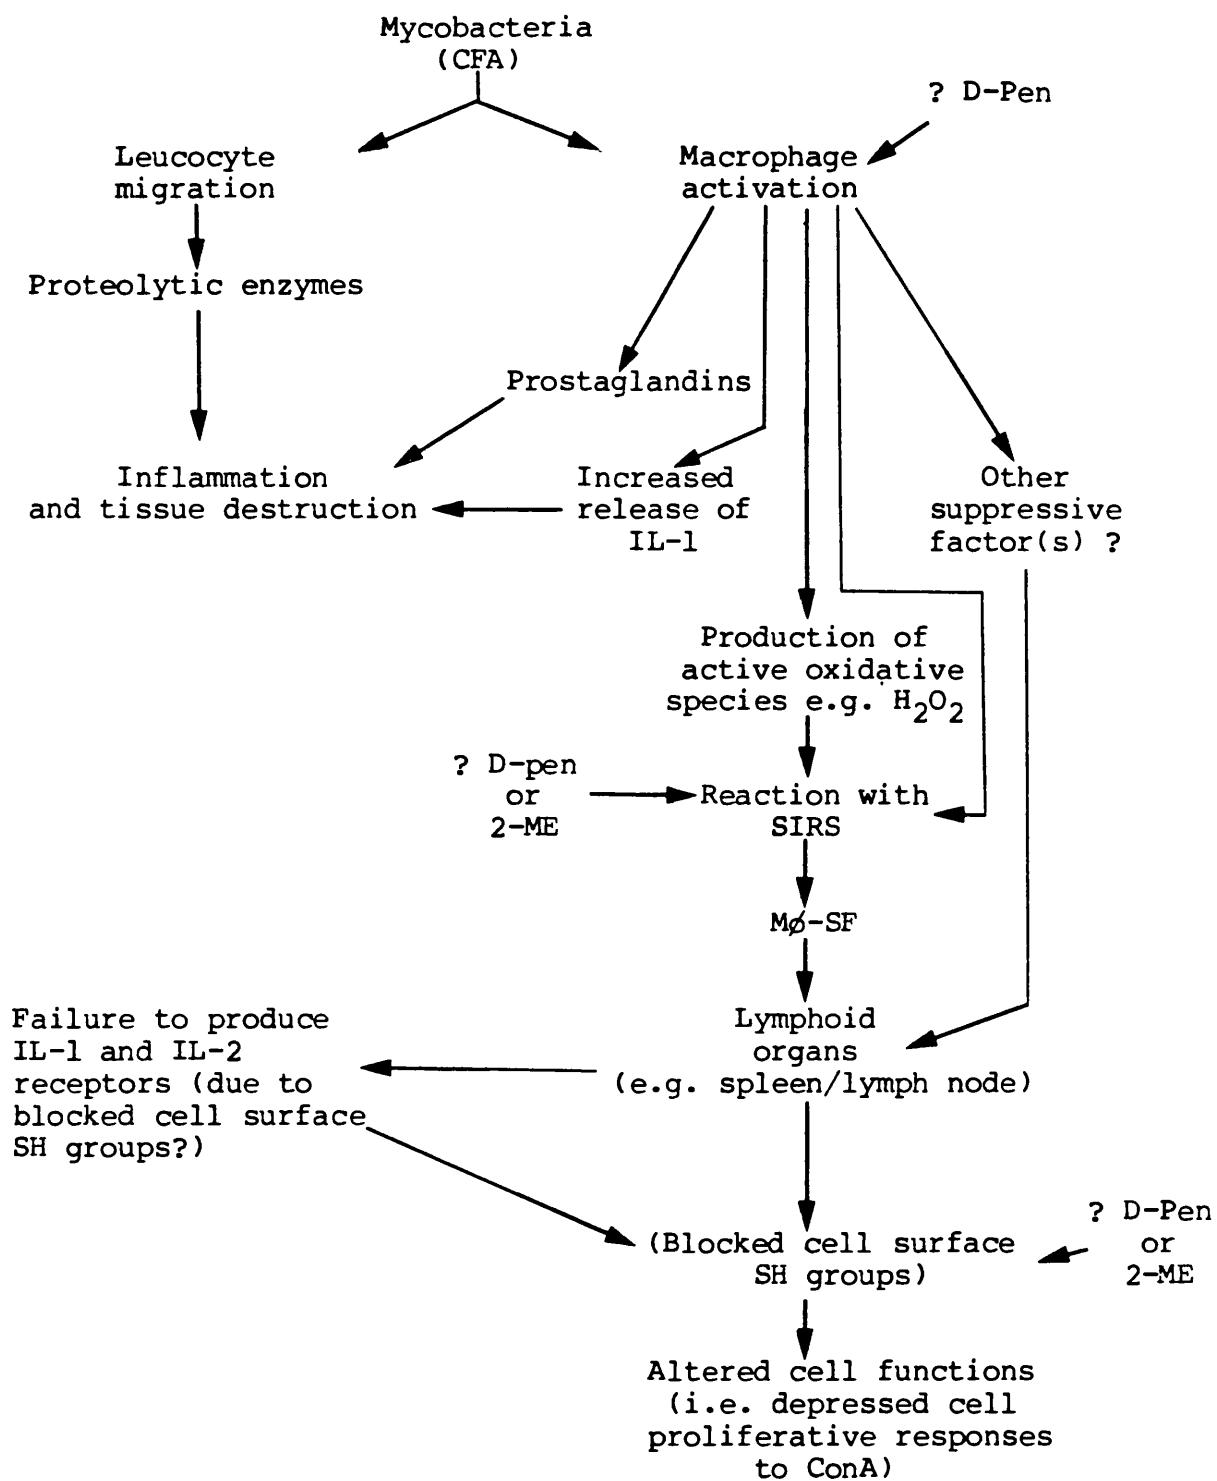 Mycobacteria
(CFA)
? D-Pen
Leucocyte
migration
Macrophage
activation
Proteolytic enzymes
Prostaglandins
Inflammation
and tissue destruction
Increased
release of
IL-1
Other
suppressive
factor(s) ?
Production of
active oxidative
species e.g. H₂O₂
? D-pen
or
2-ME
Reaction with
SIRS
Mø-SF
Lymphoid
organs
(e.g. spleen/lymph node)
Failure to produce
IL-1 and IL-2
receptors (due to
blocked cell surface
SH groups?)
(Blocked cell surface
SH groups)
? D-Pen
or
2-ME
Altered cell functions
(i.e. depressed cell
proliferative responses
to ConA)